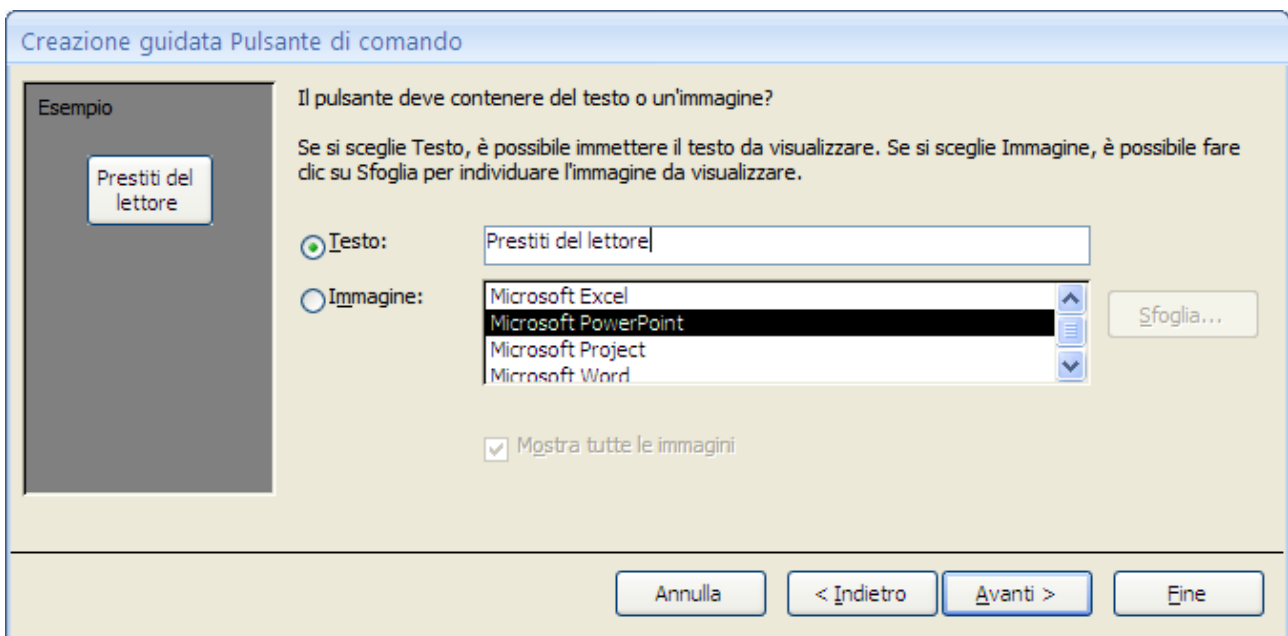 Creazione guidata Pulsante di comando
Esempio
Prestiti del
lettore
Il pulsante deve contenere del testo o un'immagine?
Se si sceglie Testo, è possibile immettere il testo da visualizzare. Se si sceglie Immagine, è possibile fare
clic su Sfoglia per individuare l'immagine da visualizzare.
Testo:
Prestiti del lettore
Immagine:
Microsoft Excel
Microsoft PowerPoint
Microsoft Project
Microsoft Word
Sfoglia...
Mostra tutte le immagini
Annulla
< Indietro
Avanti >
Fine